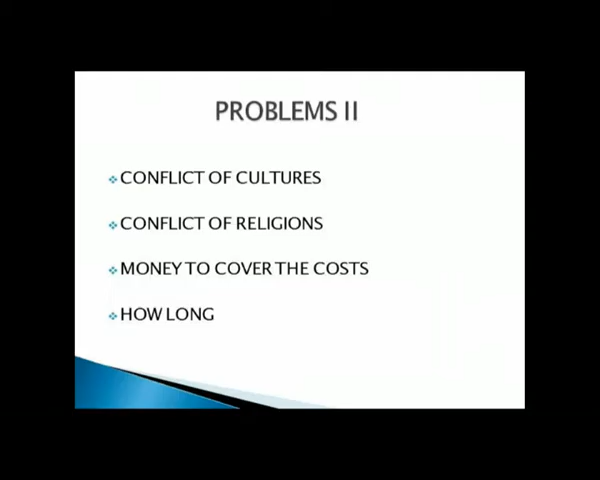 PROBLEMS II
CONFLICT OF CULTURES
CONFLICT OF RELIGIONS
MONEY TO COVER THE COSTS
HOW LONG